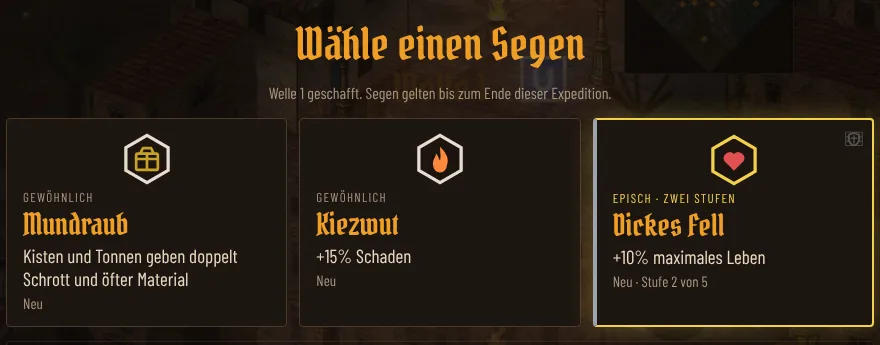 Wähle einen Segen
Welle 1 geschafft. Segen gelten bis zum Ende dieser Expedition.
GEWÖHNLICH
Mundraub
Kisten und Tonnen geben doppelt
Schrott und öfter Material
Neu
GEWÖHNLICH
Kiezwut
+15% Schaden
Neu
EPISCH · ZWEI STUFEN
Dickes Fell
+10% maximales Leben
Neu · Stufe 2 von 5